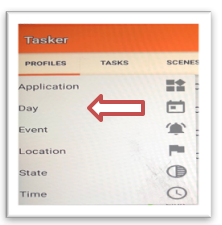 Tasker
PROFILES TASKS SCENES
Application
Day
Event
Location
State
Time